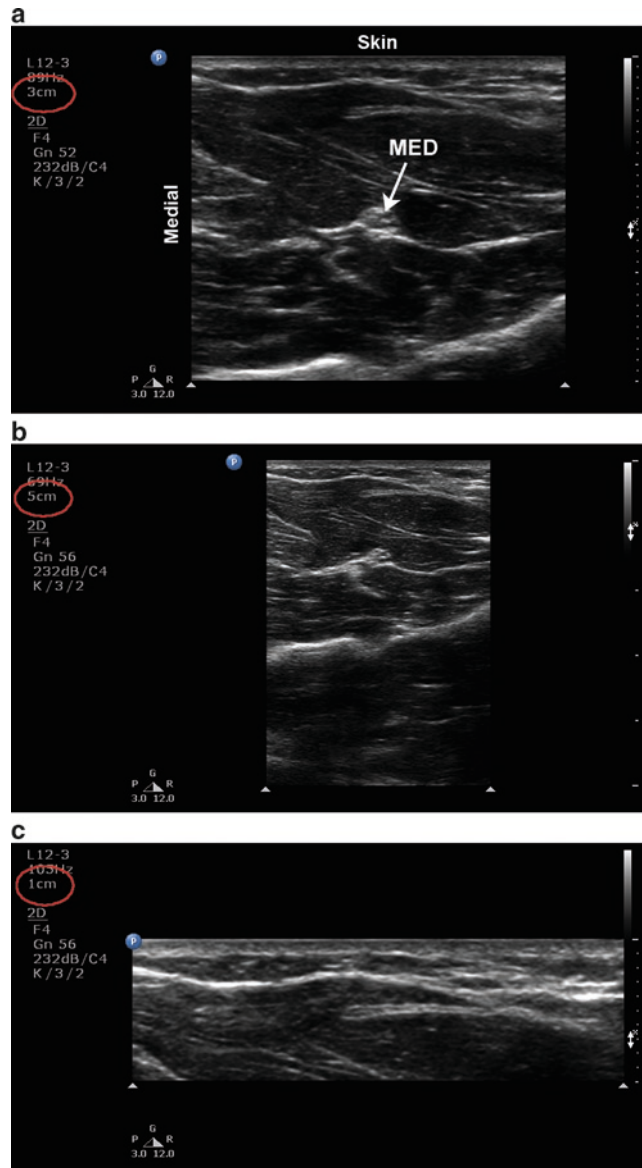 a
Skin
P
L12-3
89Hz
3cm
2D
F4
Gn 52
232dB/C4
K/3/2
MED
Medial
G
P R
3.0 12.0
x
b
P
L12-3
69Hz
5cm
2D
F4
Gn 56
232dB/C4
K/3/2
G
P R
3.0 12.0
x
c
L12-3
103Hz
1cm
2D
F4
Gn 56
232dB/C4
K/3/2
P
x
G
P R
3.0 12.0